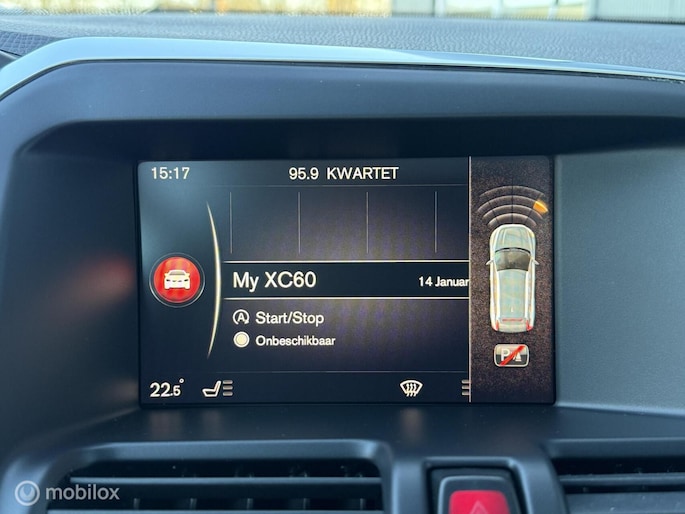 15:17
95.9 KWARTET
My XC60
14 Januar
Start/Stop
Onbeschikbaar
22.5°
P
mobilox